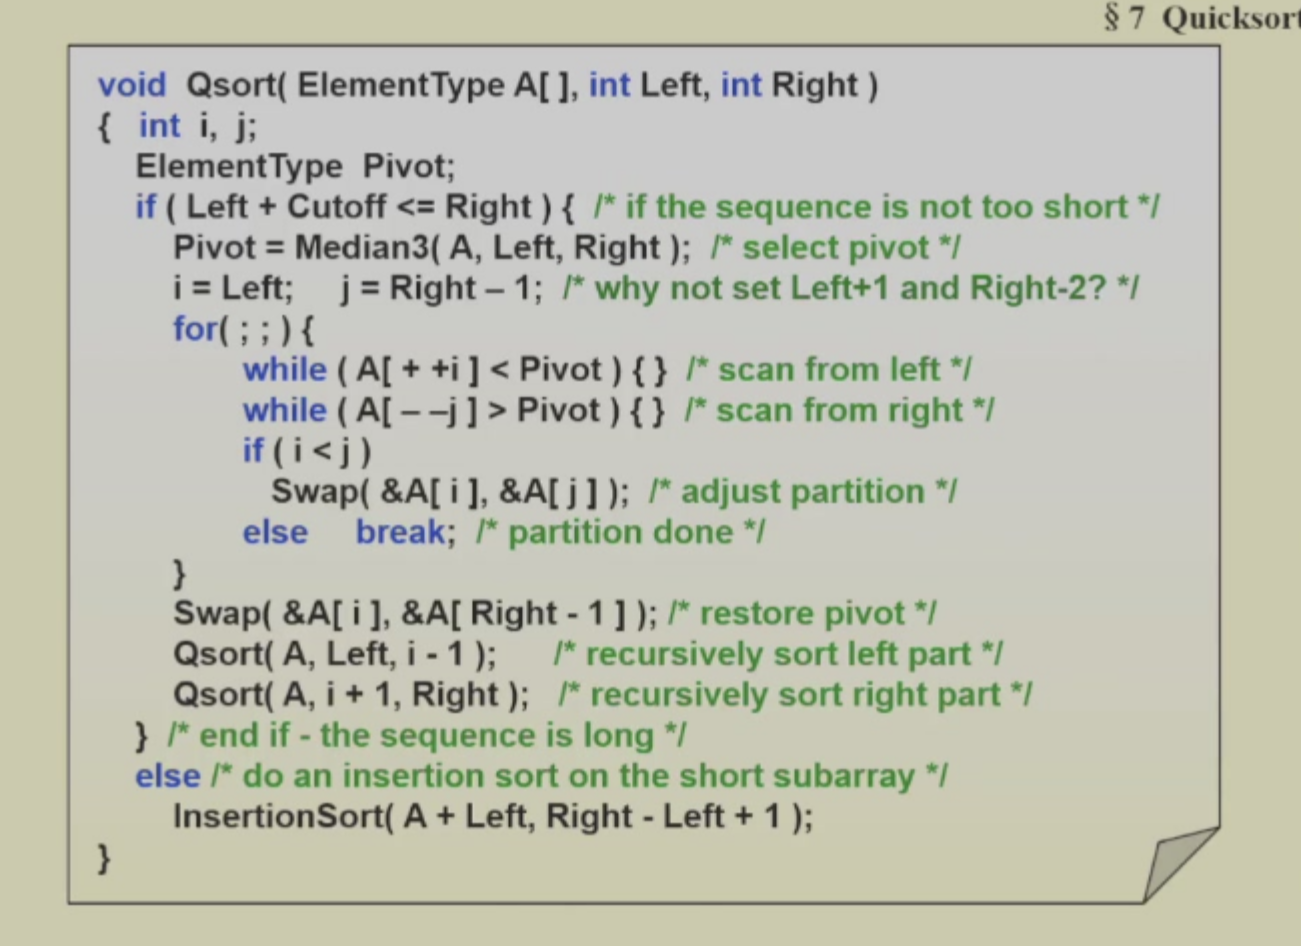 § 7 Quicksort
void Qsort( ElementType A[ ], int Left, int Right )
{ int i, j;
ElementType Pivot;
if ( Left + Cutoff <= Right ) { /* if the sequence is not too short */
Pivot = Median3( A, Left, Right ); /* select pivot */
i = Left; j = Right – 1; /* why not set Left+1 and Right-2? */
for( ; ; ) {
while ( A[ + +i ] < Pivot ) { } /* scan from left */
while ( A[ – –j ] > Pivot ) { } /* scan from right */
if ( i < j )
Swap( &A[ i ], &A[ j ] ); /* adjust partition */
else break; /* partition done */
}
Swap( &A[ i ], &A[ Right - 1 ] ); /* restore pivot */
Qsort( A, Left, i - 1 ); /* recursively sort left part */
Qsort( A, i + 1, Right ); /* recursively sort right part */
} /* end if - the sequence is long */
else /* do an insertion sort on the short subarray */
InsertionSort( A + Left, Right - Left + 1 );
}